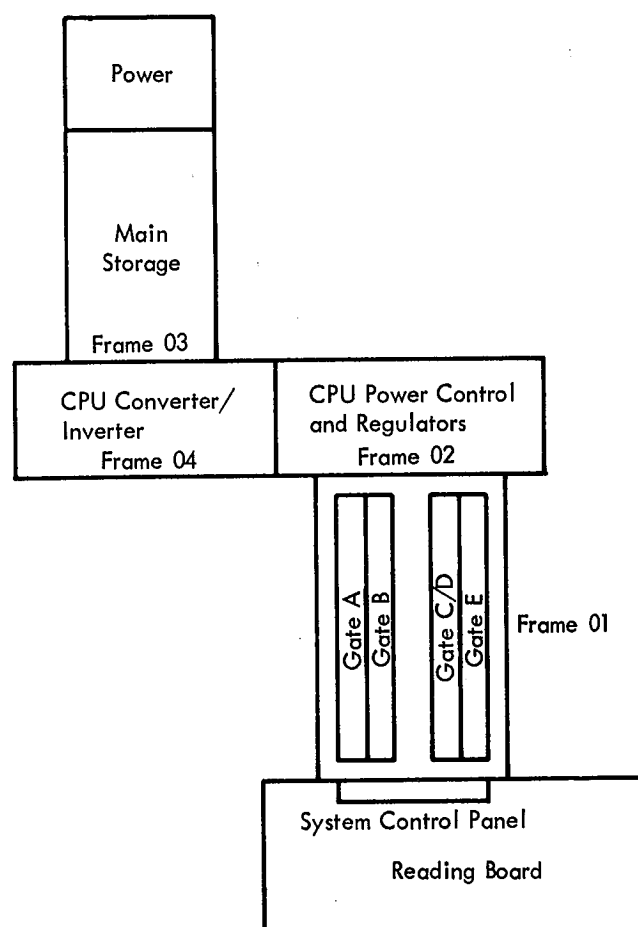 Power
Main
Storage
Frame 03
CPU Converter/
Inverter
Frame 04
CPU Power Control
and Regulators
Frame 02
Gate A
Gate B
Gate C/D
Gate E
Frame 01
System Control Panel
Reading Board